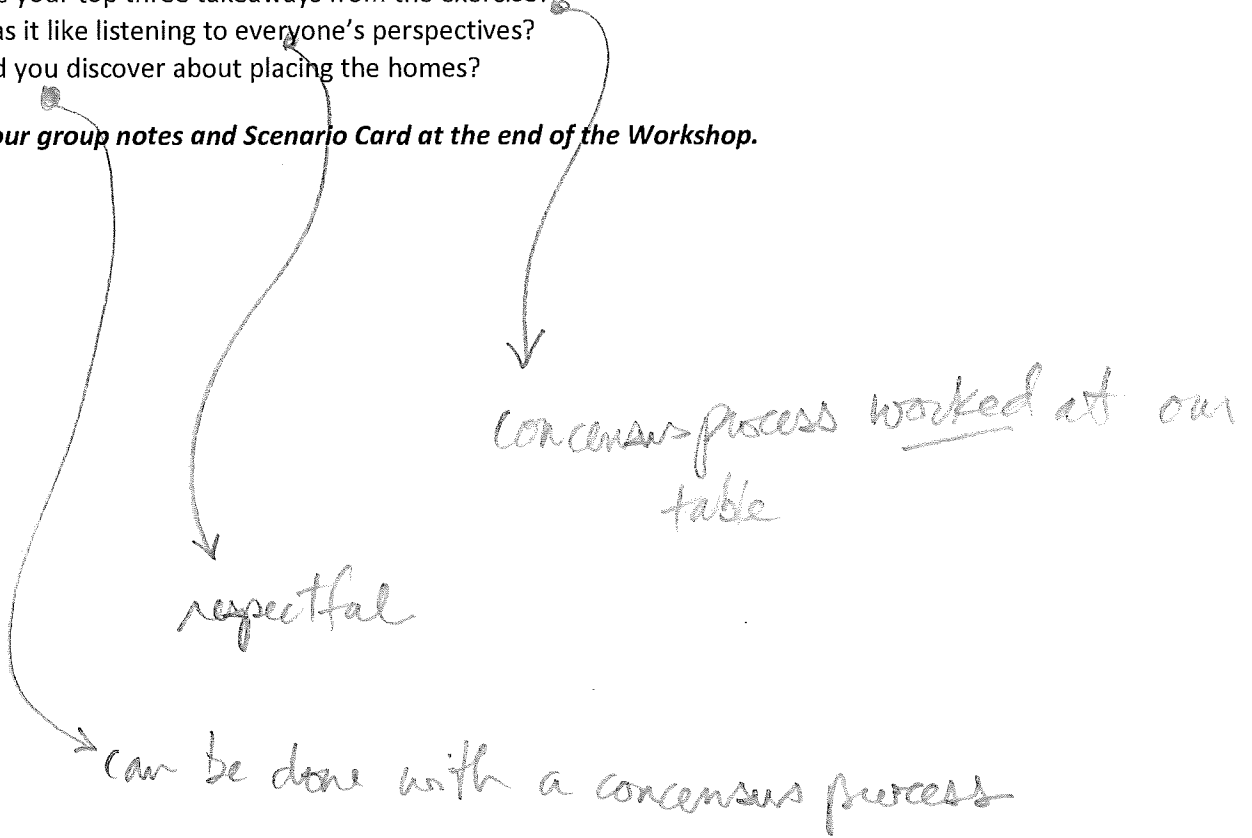 your top three takeaways from the exercise?
as it like listening to everyone's perspectives?
d you discover about placing the homes?
our group notes and Scenario Card at the end of the Workshop.
concensus process worked at our
table
respectful
can be done with a concensus process